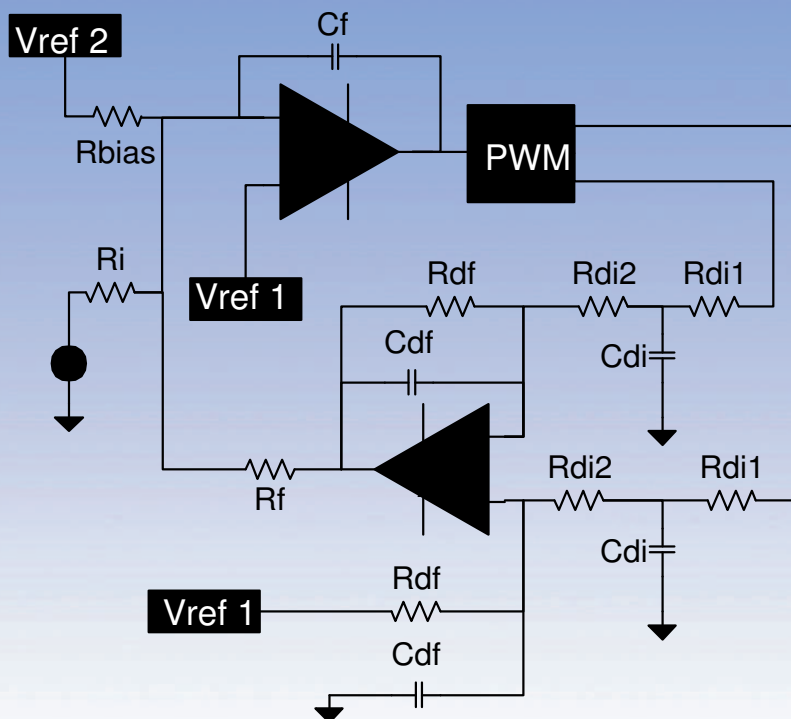 Vref 2
Cf
Rbias
PWM
Ri
Vref 1
Rdf
Rdi2
Rdi1
Cdf
Cdi
Rf
Rdi2
Rdi1
Cdi
Rdf
Vref 1
Cdf